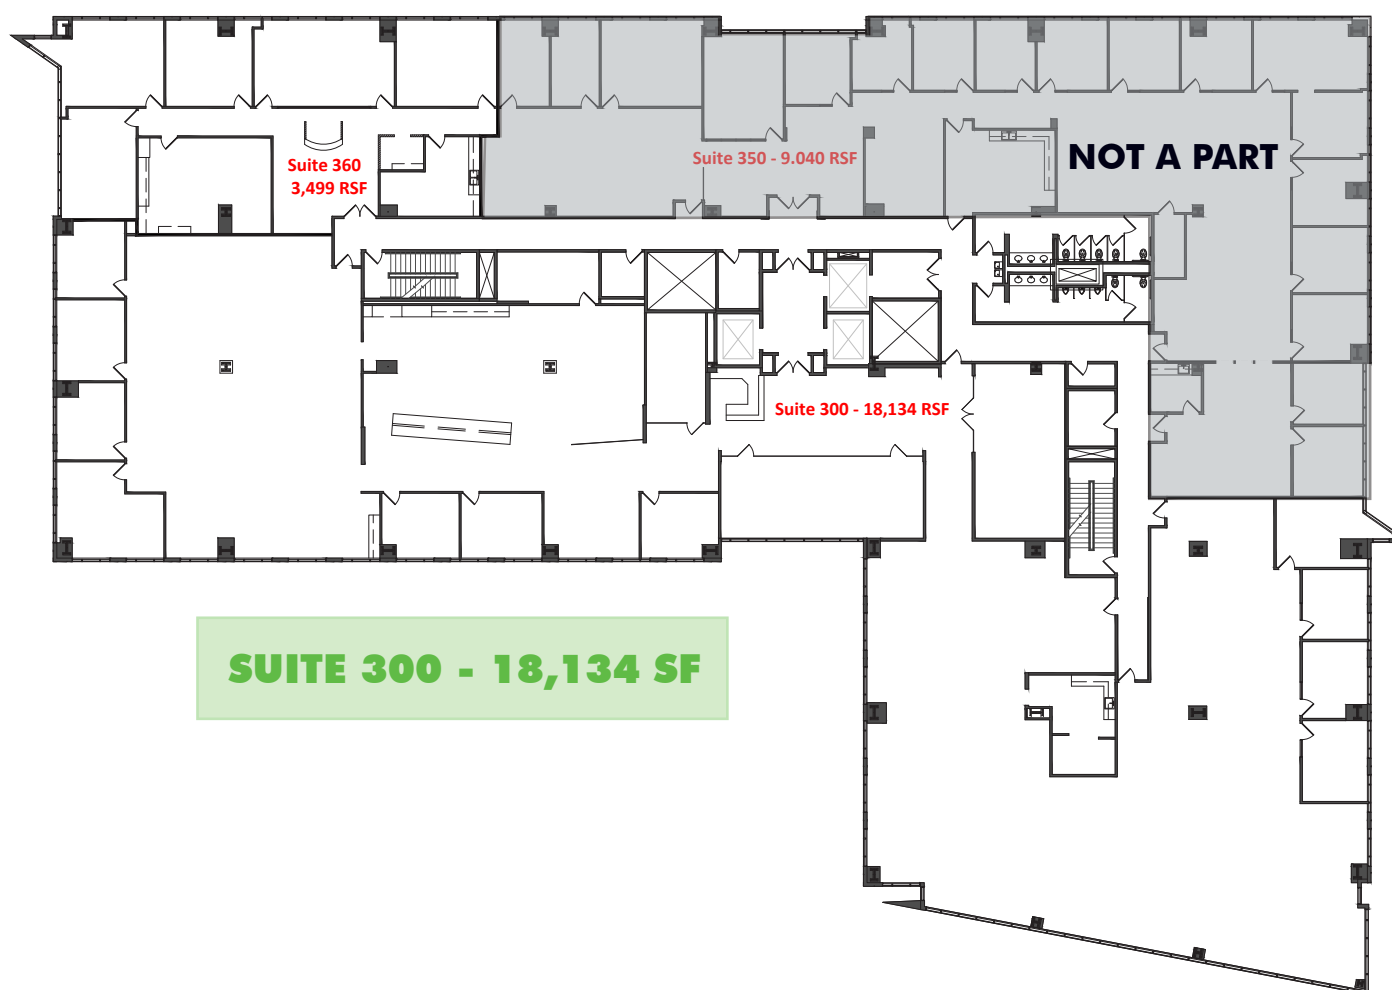 Suite 350 - 9.040 RSF
NOT A PART
Suite 360
3,499 RSF
Suite 300 - 18,134 RSF
SUITE 300 - 18,134 SF